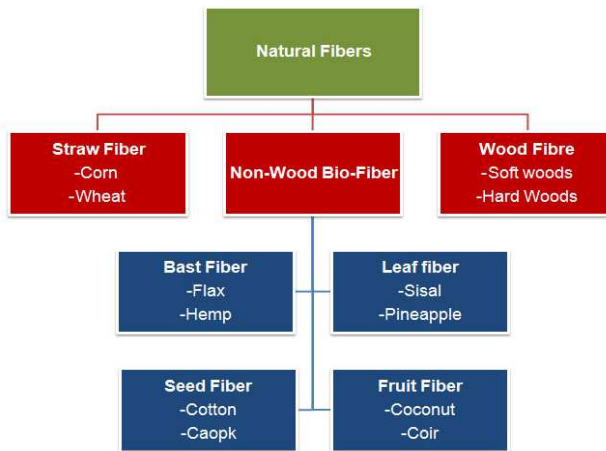 Natural Fibers
Straw Fiber
-Corn
-Wheat
Non-Wood Bio-Fiber
Wood Fibre
-Soft woods
-Hard Woods
Bast Fiber
-Flax
-Hemp
Leaf fiber
-Sisal
-Pineapple
Seed Fiber
-Cotton
-Caopk
Fruit Fiber
-Coconut
-Coir